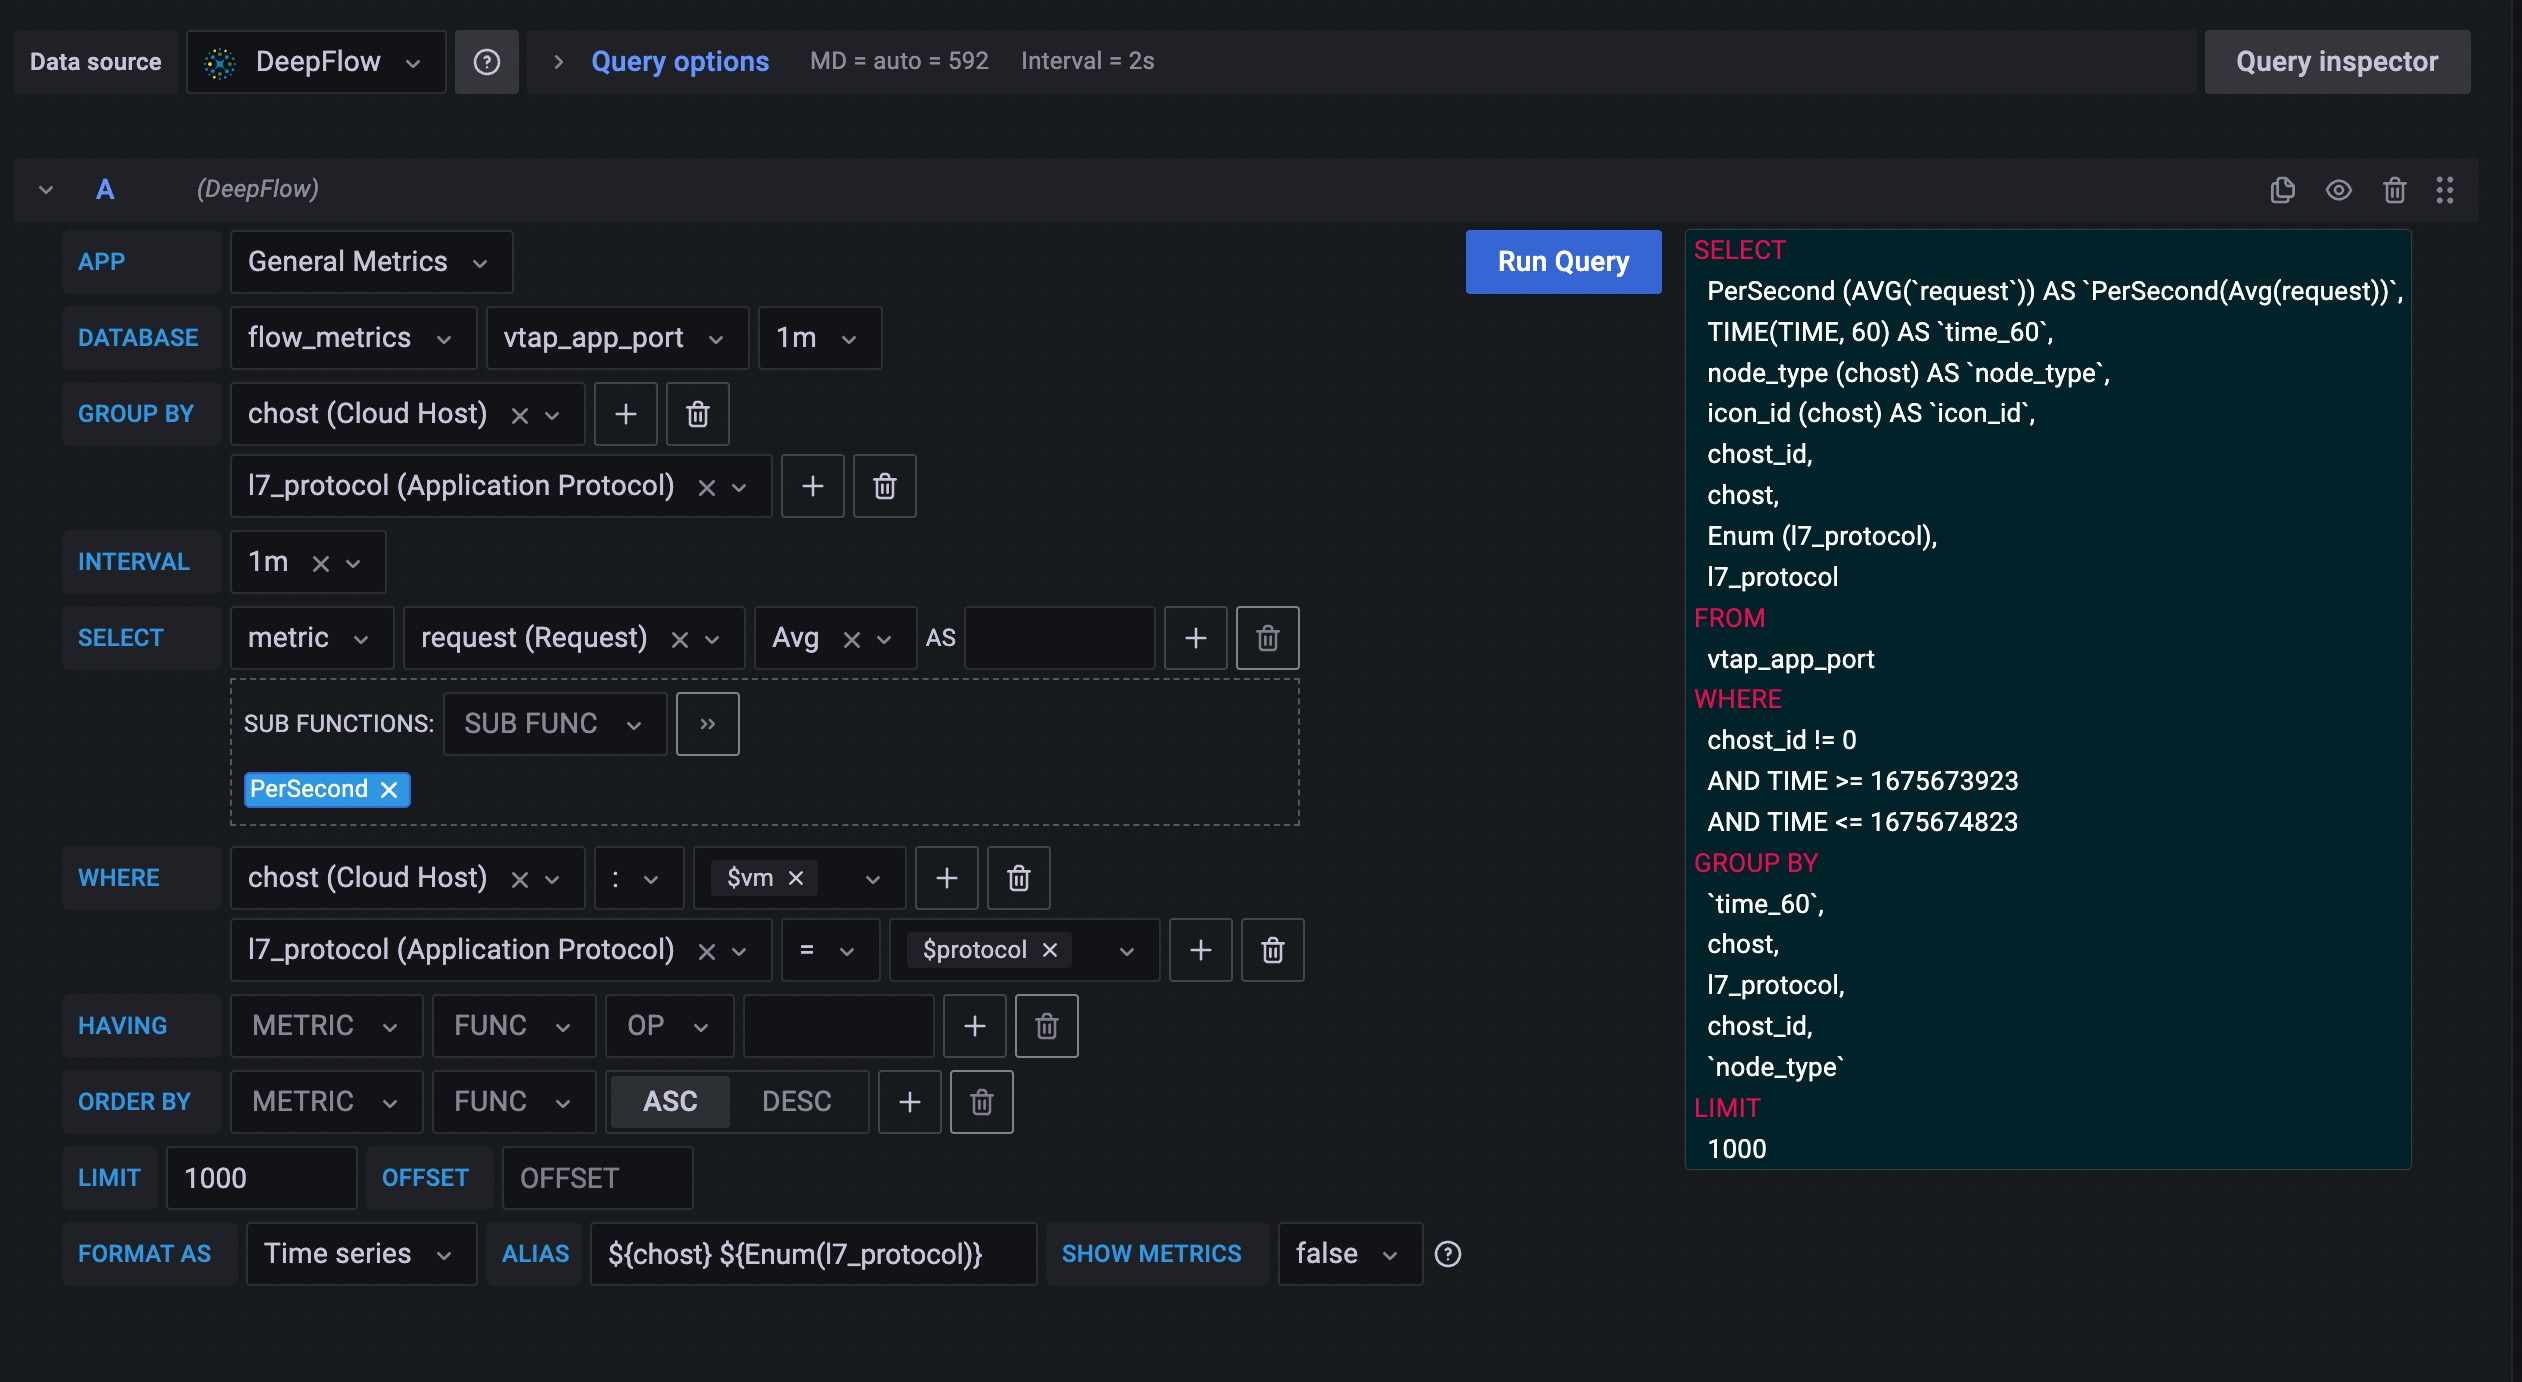 Data source DeepFlow Query options MD = auto = 592 Interval = 2s Query inspector
A (DeepFlow)
APP General Metrics Run Query
DATABASE flow_metrics vtap_app_port 1m
GROUP BY chost (Cloud Host)
l7_protocol (Application Protocol)
INTERVAL 1m
SELECT metric request (Request) Avg AS
SUB FUNCTIONS: SUB FUNC »
PerSecond
WHERE chost (Cloud Host) : $vm
l7_protocol (Application Protocol) = $protocol
HAVING METRIC FUNC OP
ORDER BY METRIC FUNC ASC DESC
LIMIT 1000 OFFSET OFFSET
FORMAT AS Time series ALIAS ${chost} ${Enum(l7_protocol)} SHOW METRICS false
SELECT
PerSecond (AVG(`request`)) AS `PerSecond(Avg(request))`,
TIME(TIME, 60) AS `time_60`,
node_type (chost) AS `node_type`,
icon_id (chost) AS `icon_id`,
chost_id,
chost,
Enum (l7_protocol),
l7_protocol
FROM
vtap_app_port
WHERE
chost_id != 0
AND TIME >= 1675673923
AND TIME <= 1675674823
GROUP BY
`time_60`,
chost,
l7_protocol,
chost_id,
`node_type`
LIMIT
1000